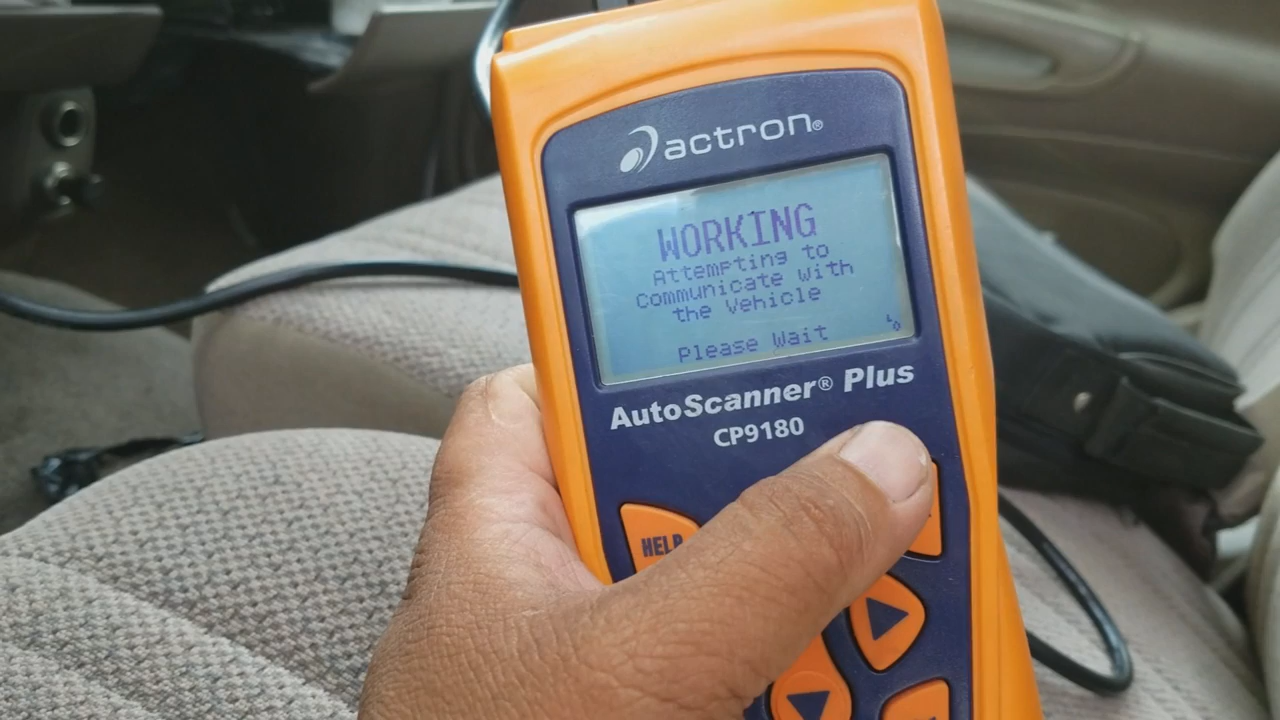 actron®
WORKING
Attempting to
Communicate with
the Vehicle
Please Wait
AutoScanner® Plus
CP9180
HELP